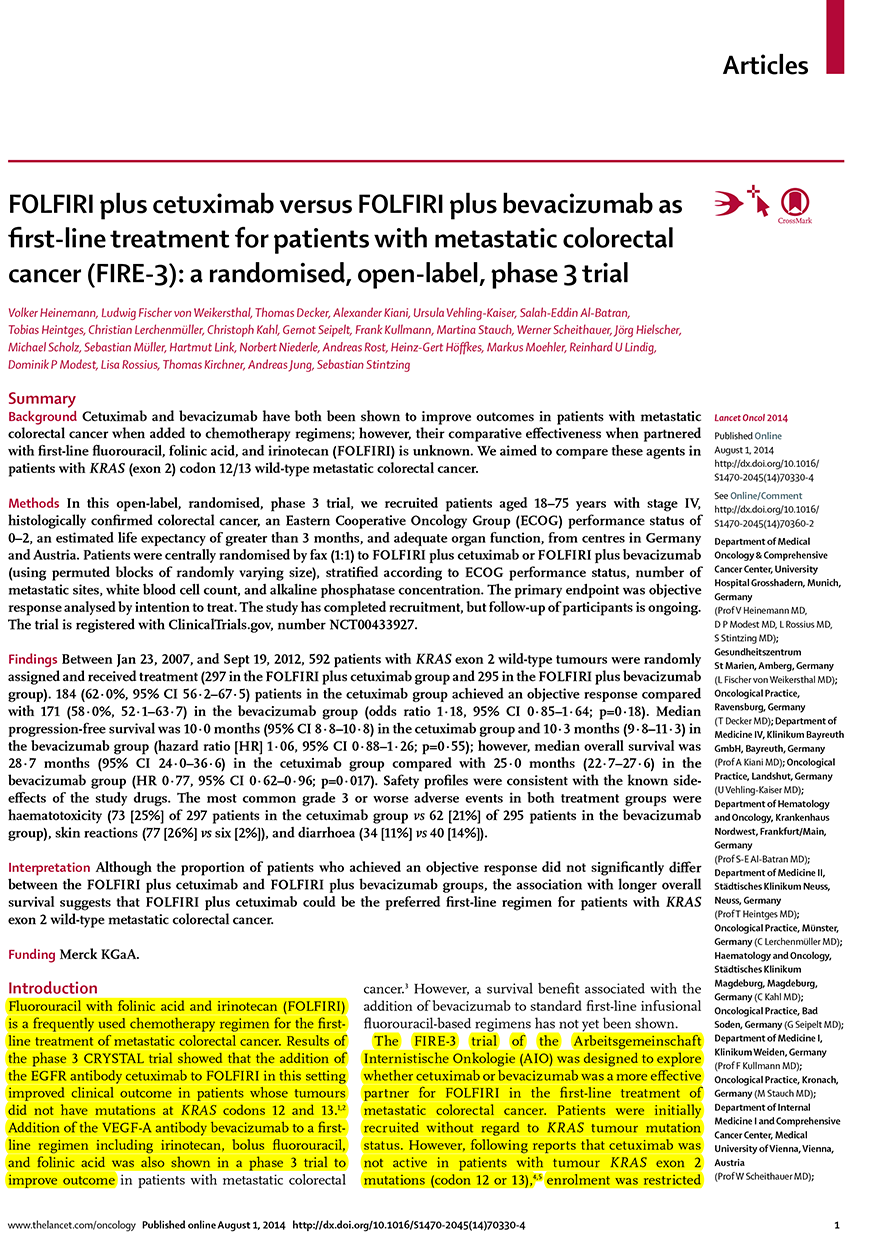 Articles
FOLFIRI plus cetuximab versus FOLFIRI plus bevacizumab as
first-line treatment for patients with metastatic colorectal
cancer (FIRE-3): a randomised, open-label, phase 3 trial
CrossMark
Volker Heinemann, Ludwig Fischer von Weikersthal, Thomas Decker, Alexander Kiani, Ursula Vehling-Kaiser, Salah-Eddin Al-Batran,
Tobias Heintges, Christian Lerchenmüller, Christoph Kahl, Gernot Seipelt, Frank Kullmann, Martina Stauch, Werner Scheithauer, Jörg Hielscher,
Michael Scholz, Sebastian Müller, Hartmut Link, Norbert Niederle, Andreas Rost, Heinz-Gert Höffkes, Markus Moehler, Reinhard U Lindig,
Dominik P Modest, Lisa Rossius, Thomas Kirchner, Andreas Jung, Sebastian Stintzing
Summary
Background Cetuximab and bevacizumab have both been shown to improve outcomes in patients with metastatic
colorectal cancer when added to chemotherapy regimens; however, their comparative effectiveness when partnered
with first-line fluorouracil, folinic acid, and irinotecan (FOLFIRI) is unknown. We aimed to compare these agents in
patients with KRAS (exon 2) codon 12/13 wild-type metastatic colorectal cancer.
Methods In this open-label, randomised, phase 3 trial, we recruited patients aged 18–75 years with stage IV,
histologically confirmed colorectal cancer, an Eastern Cooperative Oncology Group (ECOG) performance status of
0–2, an estimated life expectancy of greater than 3 months, and adequate organ function, from centres in Germany
and Austria. Patients were centrally randomised by fax (1:1) to FOLFIRI plus cetuximab or FOLFIRI plus bevacizumab
(using permuted blocks of randomly varying size), stratified according to ECOG performance status, number of
metastatic sites, white blood cell count, and alkaline phosphatase concentration. The primary endpoint was objective
response analysed by intention to treat. The study has completed recruitment, but follow-up of participants is ongoing.
The trial is registered with ClinicalTrials.gov, number NCT00433927.
Findings Between Jan 23, 2007, and Sept 19, 2012, 592 patients with KRAS exon 2 wild-type tumours were randomly
assigned and received treatment (297 in the FOLFIRI plus cetuximab group and 295 in the FOLFIRI plus bevacizumab
group). 184 (62·0%, 95% CI 56·2–67·5) patients in the cetuximab group achieved an objective response compared
with 171 (58·0%, 52·1–63·7) in the bevacizumab group (odds ratio 1·18, 95% CI 0·85–1·64; p=0·18). Median
progression-free survival was 10·0 months (95% CI 8·8–10·8) in the cetuximab group and 10·3 months (9·8–11·3) in
the bevacizumab group (hazard ratio [HR] 1·06, 95% CI 0·88–1·26; p=0·55); however, median overall survival was
28·7 months (95% CI 24·0–36·6) in the cetuximab group compared with 25·0 months (22·7–27·6) in the
bevacizumab group (HR 0·77, 95% CI 0·62–0·96; p=0·017). Safety profiles were consistent with the known side-
effects of the study drugs. The most common grade 3 or worse adverse events in both treatment groups were
haematotoxicity (73 [25%] of 297 patients in the cetuximab group vs 62 [21%] of 295 patients in the bevacizumab
group), skin reactions (77 [26%] vs six [2%]), and diarrhoea (34 [11%] vs 40 [14%]).
Interpretation Although the proportion of patients who achieved an objective response did not significantly differ
between the FOLFIRI plus cetuximab and FOLFIRI plus bevacizumab groups, the association with longer overall
survival suggests that FOLFIRI plus cetuximab could be the preferred first-line regimen for patients with KRAS
exon 2 wild-type metastatic colorectal cancer.
Funding Merck KGaA.
Introduction
Fluorouracil with folinic acid and irinotecan (FOLFIRI)
is a frequently used chemotherapy regimen for the first-
line treatment of metastatic colorectal cancer. Results of
the phase 3 CRYSTAL trial showed that the addition of
the EGFR antibody cetuximab to FOLFIRI in this setting
improved clinical outcome in patients whose tumours
did not have mutations at KRAS codons 12 and 13.1,2
Addition of the VEGF-A antibody bevacizumab to a first-
line regimen including irinotecan, bolus fluorouracil,
and folinic acid was also shown in a phase 3 trial to
improve outcome in patients with metastatic colorectal
cancer.3 However, a survival benefit associated with the
addition of bevacizumab to standard first-line infusional
fluorouracil-based regimens has not yet been shown.
The FIRE-3 trial of the Arbeitsgemeinschaft
Internistische Onkologie (AIO) was designed to explore
whether cetuximab or bevacizumab was a more effective
partner for FOLFIRI in the first-line treatment of
metastatic colorectal cancer. Patients were initially
recruited without regard to KRAS tumour mutation
status. However, following reports that cetuximab was
not active in patients with tumour KRAS exon 2
mutations (codon 12 or 13),4,5 enrolment was restricted
Lancet Oncol 2014
Published Online
August 1, 2014
http://dx.doi.org/10.1016/
S1470-2045(14)70330-4
See Online/Comment
http://dx.doi.org/10.1016/
S1470-2045(14)70360-2
Department of Medical
Oncology & Comprehensive
Cancer Center, University
Hospital Grosshadern, Munich,
Germany
(Prof V Heinemann MD,
D P Modest MD, L Rossius MD,
S Stintzing MD);
Gesundheitszentrum
St Marien, Amberg, Germany
(L Fischer von Weikersthal MD);
Oncological Practice,
Ravensburg, Germany
(T Decker MD); Department of
Medicine IV, Klinikum Bayreuth
GmbH, Bayreuth, Germany
(Prof A Kiani MD); Oncological
Practice, Landshut, Germany
(U Vehling-Kaiser MD);
Department of Hematology
and Oncology, Krankenhaus
Nordwest, Frankfurt/Main,
Germany
(Prof S-E Al-Batran MD);
Department of Medicine II,
Städtisches Klinikum Neuss,
Neuss, Germany
(Prof T Heintges MD);
Oncological Practice, Münster,
Germany (C Lerchenmüller MD);
Haematology and Oncology,
Städtisches Klinikum
Magdeburg, Magdeburg,
Germany (C Kahl MD);
Oncological Practice, Bad
Soden, Germany (G Seipelt MD);
Department of Medicine I,
Klinikum Weiden, Germany
(Prof F Kullmann MD);
Oncological Practice, Kronach,
Germany (M Stauch MD);
Department of Internal
Medicine I and Comprehensive
Cancer Center, Medical
University of Vienna, Vienna,
Austria
(Prof W Scheithauer MD);
www.thelancet.com/oncology Published online August 1, 2014 http://dx.doi.org/10.1016/S1470-2045(14)70330-4
1